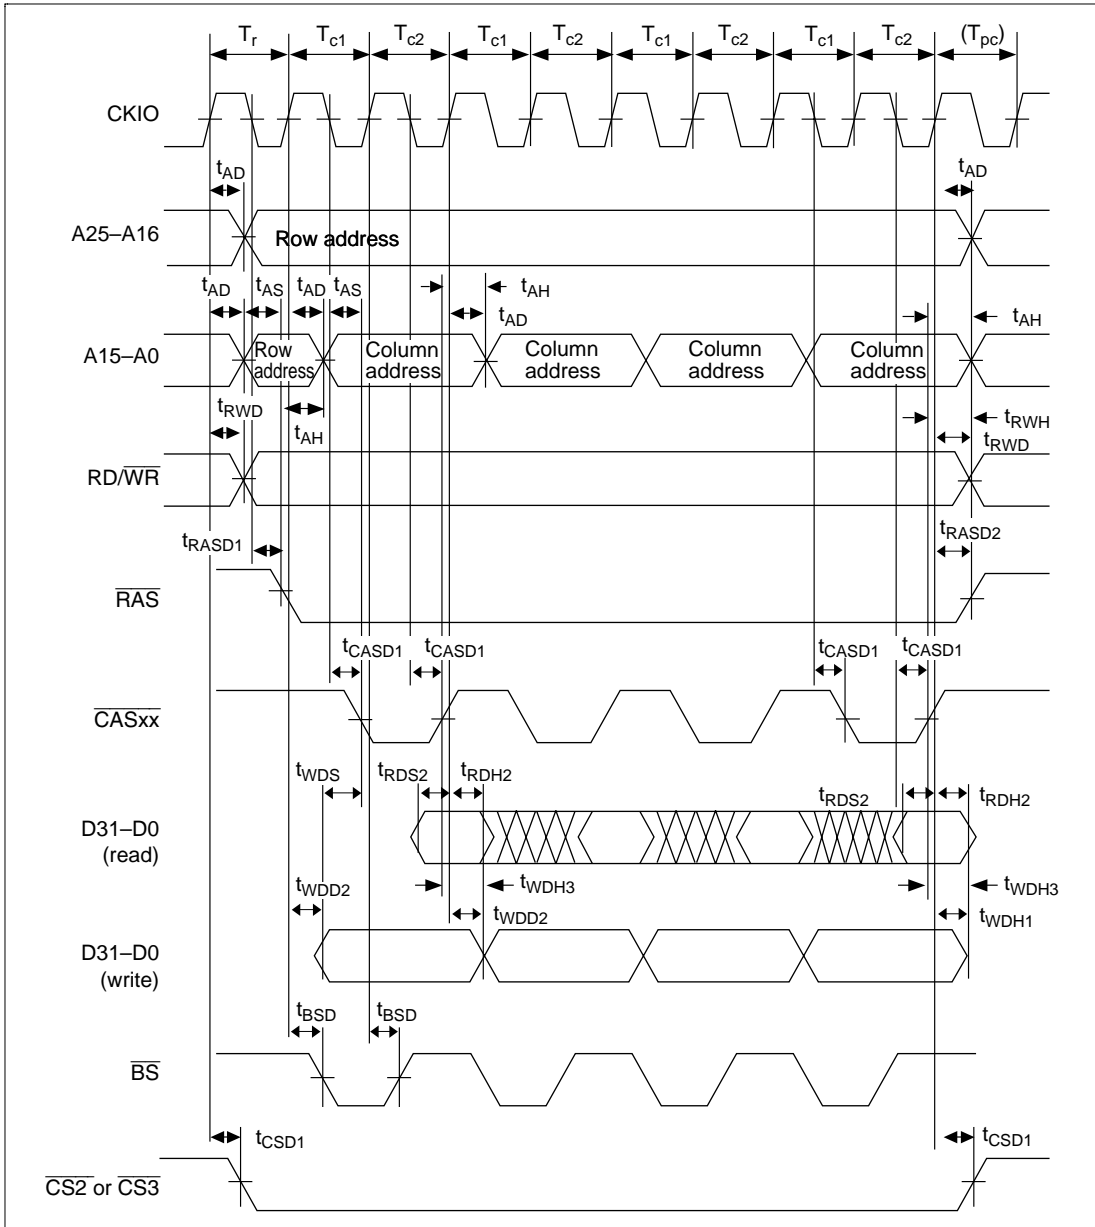 Tr Tc1 Tc2 Tc1 Tc2 Tc1 Tc2 Tc1 Tc2 (Tpc)
CKIO
tAD tAD
A25–A16 Row address
tAD tAS tAD tAS tAH
tAD tAH
A15–A0 Row address Column address Column address Column address Column address
tRWD tAH tRWH
tRWD
RD/WR
tRASD1 tRASD2
RAS
tCASD1 tCASD1 tCASD1 tCASD1
CASxx
tWDS tRDS2 tRDH2 tRDS2 tRDH2
D31–D0
(read)
tWDD2 tWDH3 tWDH3
tWDD2 tWDH1
D31–D0
(write)
tBSD tBSD
BS
tCSD1 tCSD1
CS2 or CS3